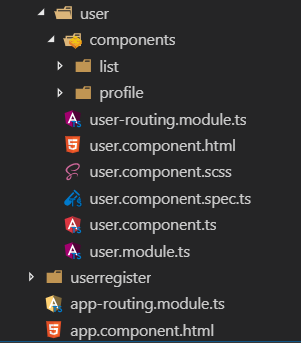 user
components
list
profile
user-routing.module.ts
user.component.html
user.component.scss
user.component.spec.ts
user.component.ts
user.module.ts
userregister
app-routing.module.ts
app.component.html